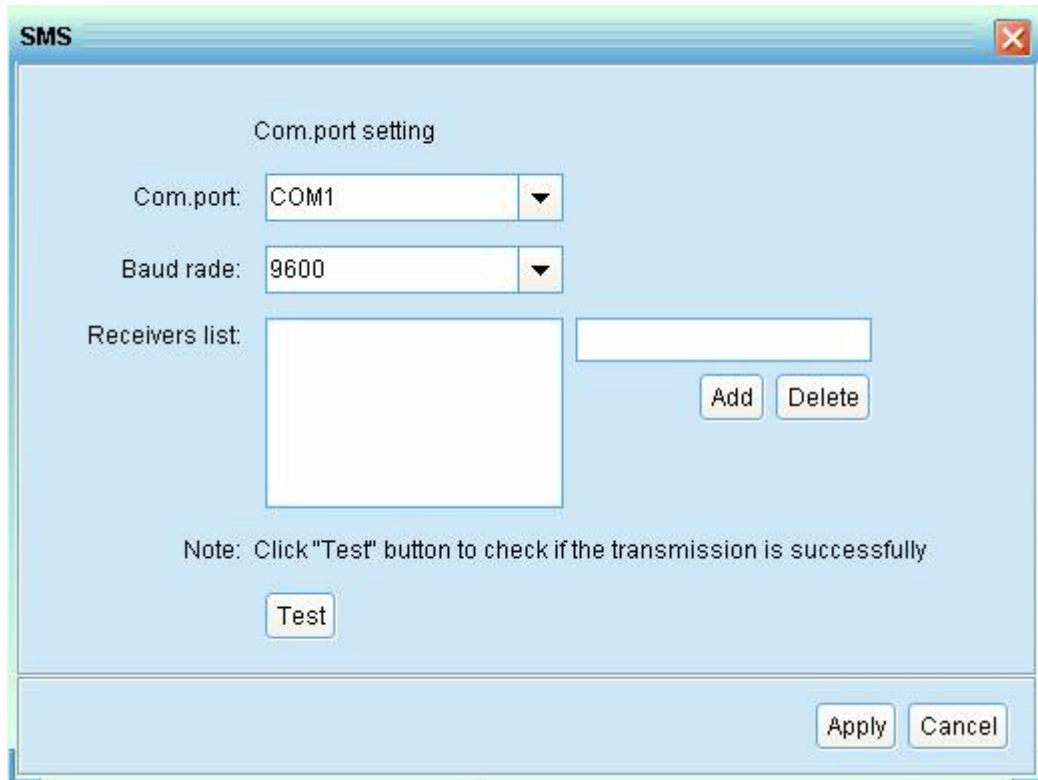 SMS
Com.port setting
Com.port: COM1
Baud rade: 9600
Receivers list:
Add Delete
Note: Click "Test" button to check if the transmission is successfully
Test
Apply Cancel